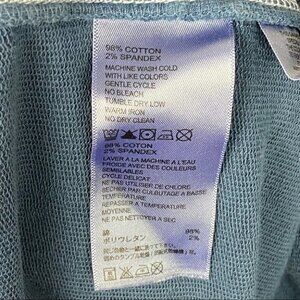 98% COTTON
2% SPANDEX
MACHINE WASH COLD
WITH LIKE COLORS
GENTLE CYCLE
NO BLEACH
TUMBLE DRY LOW
WARM IRON
NO DRY CLEAN
98% COTTON
2% SPANDEX
LAVER A LA MACHINE A L'EAU
FROIDE AVEC DES COULEURS
SEMBLABLES
CYCLE DELICAT
NE PAS UTILISER DE CHLORE
SECHER PAR CULBUTAGE A BASSE
TEMPERATURE
REPASSER A TEMPERATURE
MOYENNE
NE PAS NETTOYER A SEC
綿 98%
ポリウレタン 2%